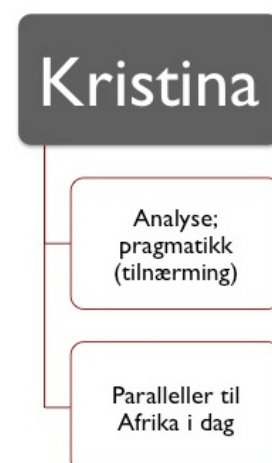 Kristina
Analyse;
pragmatikk
(tilnærming)
Paralleller til
Afrika i dag